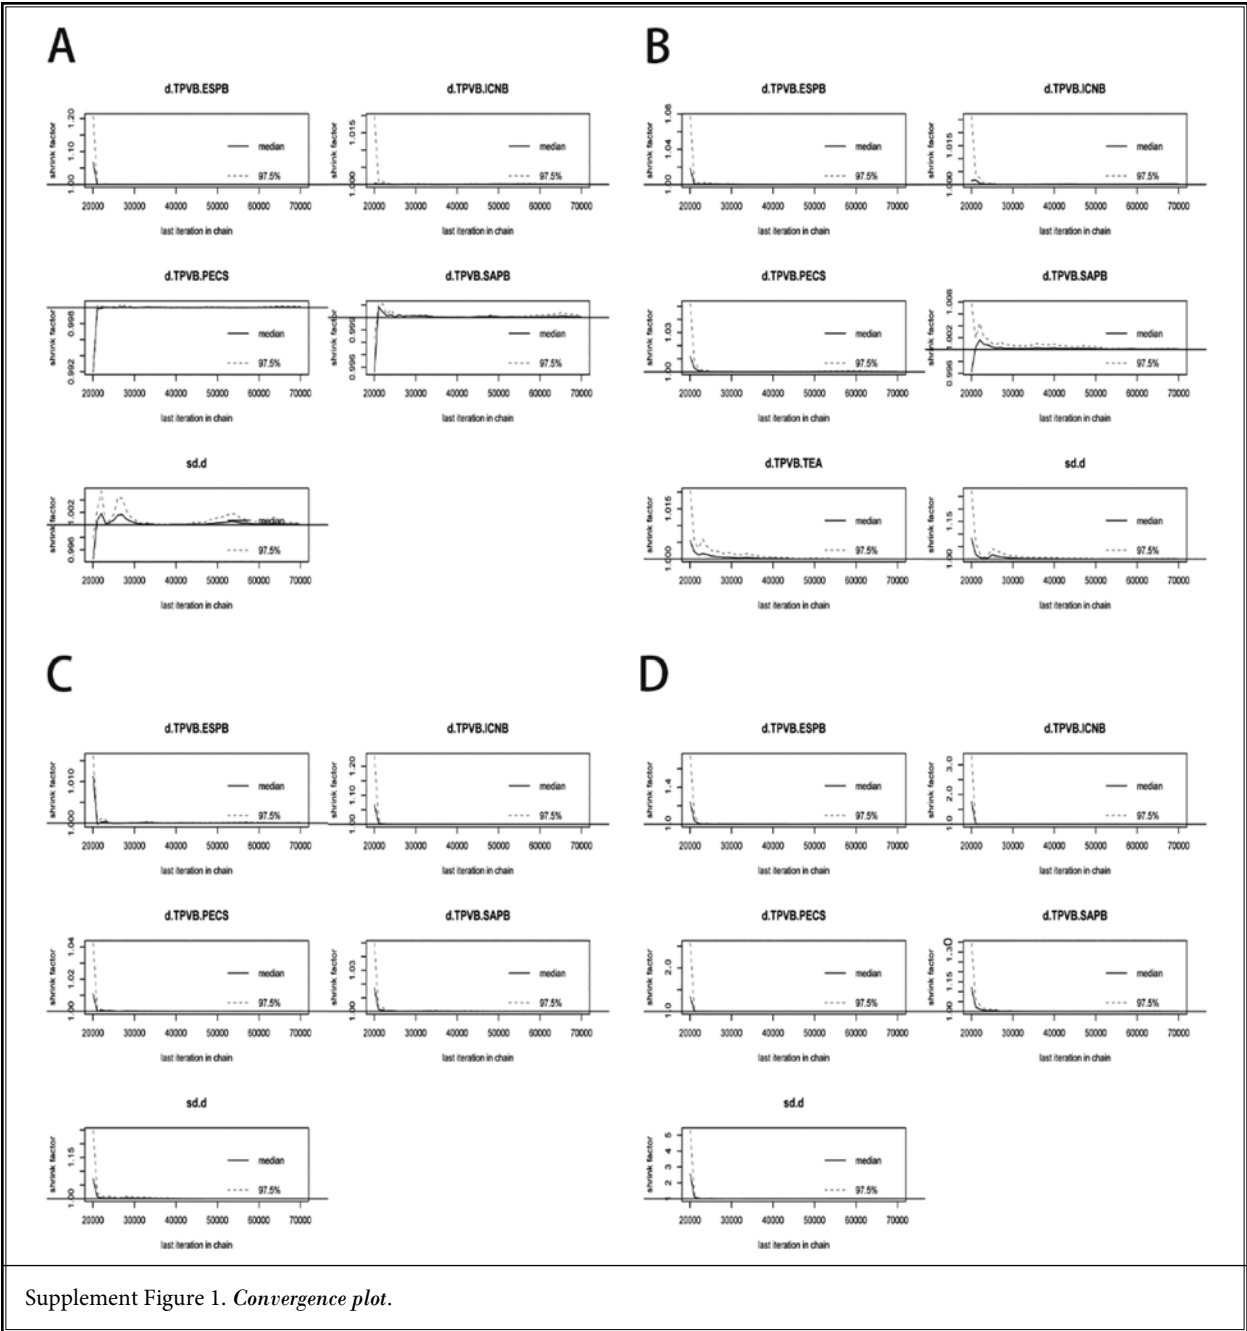 A
d.TPVB.ESPB
shrink factor
1.00 1.10 1.20
median
97.5%
20000 30000 40000 50000 60000 70000
last iteration in chain
d.TPVB.ICNB
shrink factor
1.000 1.015
median
97.5%
20000 30000 40000 50000 60000 70000
last iteration in chain
d.TPVB.PECS
shrink factor
0.992 0.998
median
97.5%
20000 30000 40000 50000 60000 70000
last iteration in chain
d.TPVB.SAPB
shrink factor
0.996 0.999
median
97.5%
20000 30000 40000 50000 60000 70000
last iteration in chain
sd.d
shrink factor
0.996 1.002
median
97.5%
20000 30000 40000 50000 60000 70000
last iteration in chain
B
d.TPVB.ESPB
shrink factor
1.00 1.04 1.08
median
97.5%
20000 30000 40000 50000 60000 70000
last iteration in chain
d.TPVB.ICNB
shrink factor
1.000 1.015
median
97.5%
20000 30000 40000 50000 60000 70000
last iteration in chain
d.TPVB.PECS
shrink factor
1.00 1.03
median
97.5%
20000 30000 40000 50000 60000 70000
last iteration in chain
d.TPVB.SAPB
shrink factor
0.996 1.002 1.008
median
97.5%
20000 30000 40000 50000 60000 70000
last iteration in chain
d.TPVB.TEA
shrink factor
1.000 1.015
median
97.5%
20000 30000 40000 50000 60000 70000
last iteration in chain
sd.d
shrink factor
1.00 1.15
median
97.5%
20000 30000 40000 50000 60000 70000
last iteration in chain
C
d.TPVB.ESPB
shrink factor
1.000 1.010
median
97.5%
20000 30000 40000 50000 60000 70000
last iteration in chain
d.TPVB.ICNB
shrink factor
1.00 1.10 1.20
median
97.5%
20000 30000 40000 50000 60000 70000
last iteration in chain
d.TPVB.PECS
shrink factor
1.00 1.02 1.04
median
97.5%
20000 30000 40000 50000 60000 70000
last iteration in chain
d.TPVB.SAPB
shrink factor
1.00 1.03
median
97.5%
20000 30000 40000 50000 60000 70000
last iteration in chain
sd.d
shrink factor
1.00 1.15
median
97.5%
20000 30000 40000 50000 60000 70000
last iteration in chain
D
d.TPVB.ESPB
shrink factor
1.0 1.4
median
97.5%
20000 30000 40000 50000 60000 70000
last iteration in chain
d.TPVB.ICNB
shrink factor
1.0 2.0 3.0
median
97.5%
20000 30000 40000 50000 60000 70000
last iteration in chain
d.TPVB.PECS
shrink factor
1.0 2.0
median
97.5%
20000 30000 40000 50000 60000 70000
last iteration in chain
d.TPVB.SAPB
shrink factor
1.00 1.15 1.30
median
97.5%
20000 30000 40000 50000 60000 70000
last iteration in chain
sd.d
shrink factor
1 2 3 4 5
median
97.5%
20000 30000 40000 50000 60000 70000
last iteration in chain
Supplement Figure 1. Convergence plot.